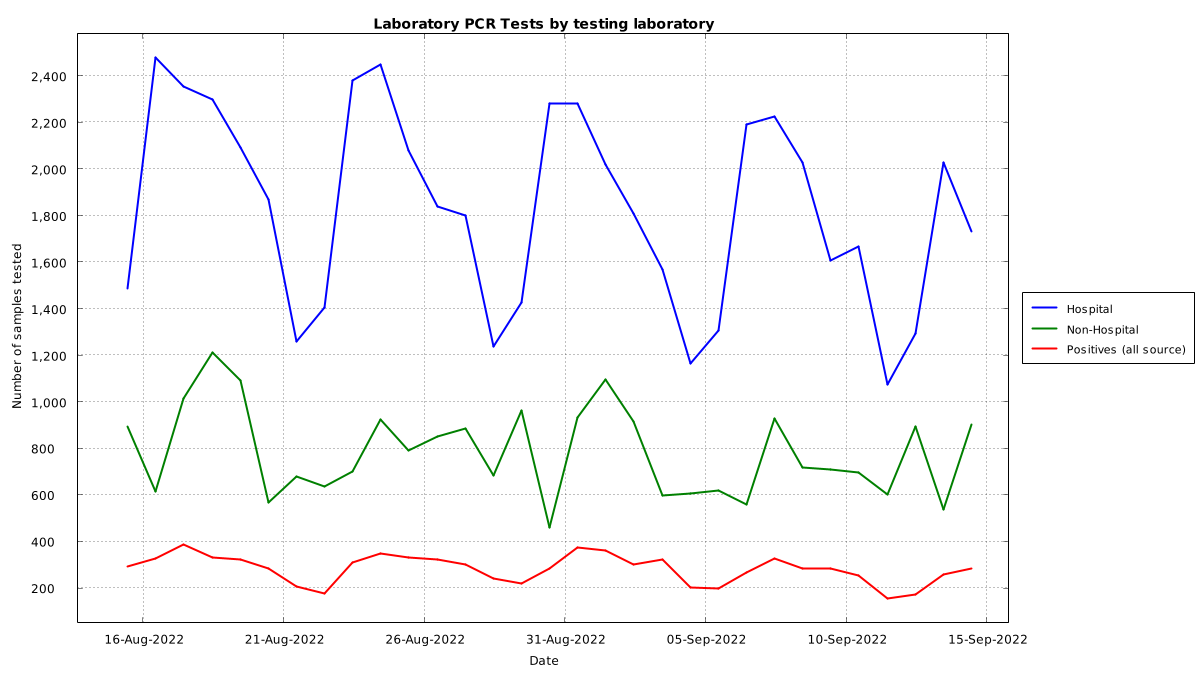 Laboratory PCR Tests by testing laboratory
2,400
2,200
2,000
1,800
1,600
1,400
1,200
1,000
800
600
400
200
Number of samples tested
16-Aug-2022
21-Aug-2022
26-Aug-2022
31-Aug-2022
05-Sep-2022
10-Sep-2022
15-Sep-2022
Date
Hospital
Non-Hospital
Positives (all source)